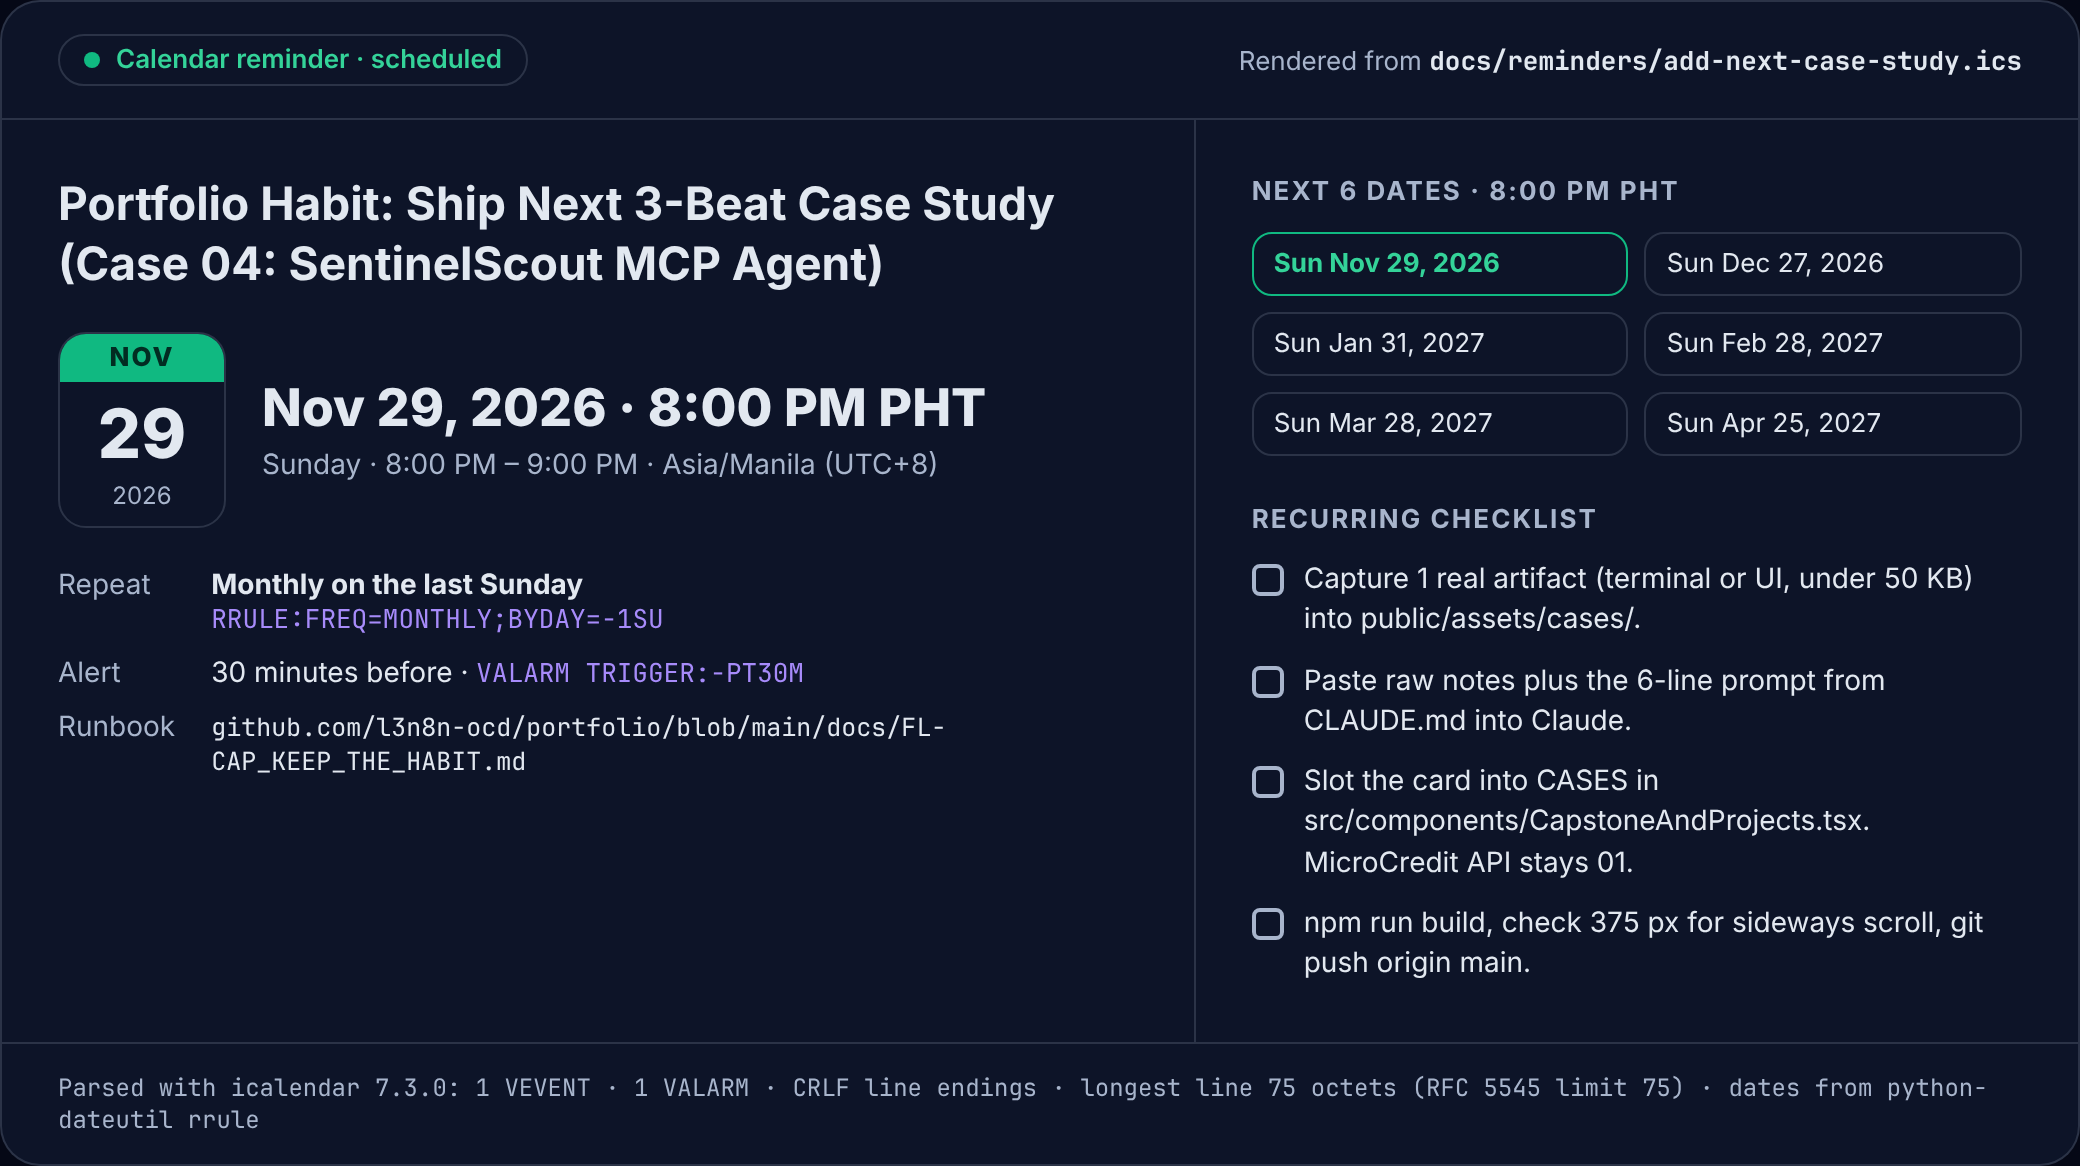 Calendar reminder · scheduled
Rendered from docs/reminders/add-next-case-study.ics
Portfolio Habit: Ship Next 3-Beat Case Study
(Case 04: SentinelScout MCP Agent)
NOV
29
2026
Nov 29, 2026 · 8:00 PM PHT
Sunday · 8:00 PM – 9:00 PM · Asia/Manila (UTC+8)
Repeat
Monthly on the last Sunday
RRULE:FREQ=MONTHLY;BYDAY=-1SU
Alert
30 minutes before · VALARM TRIGGER:-PT30M
Runbook
github.com/l3n8n-ocd/portfolio/blob/main/docs/FL-
CAP_KEEP_THE_HABIT.md
NEXT 6 DATES · 8:00 PM PHT
Sun Nov 29, 2026
Sun Dec 27, 2026
Sun Jan 31, 2027
Sun Feb 28, 2027
Sun Mar 28, 2027
Sun Apr 25, 2027
RECURRING CHECKLIST
Capture 1 real artifact (terminal or UI, under 50 KB)
into public/assets/cases/.
Paste raw notes plus the 6-line prompt from
CLAUDE.md into Claude.
Slot the card into CASES in
src/components/CapstoneAndProjects.tsx.
MicroCredit API stays 01.
npm run build, check 375 px for sideways scroll, git
push origin main.
Parsed with icalendar 7.3.0: 1 VEVENT · 1 VALARM · CRLF line endings · longest line 75 octets (RFC 5545 limit 75) · dates from python-
dateutil rrule